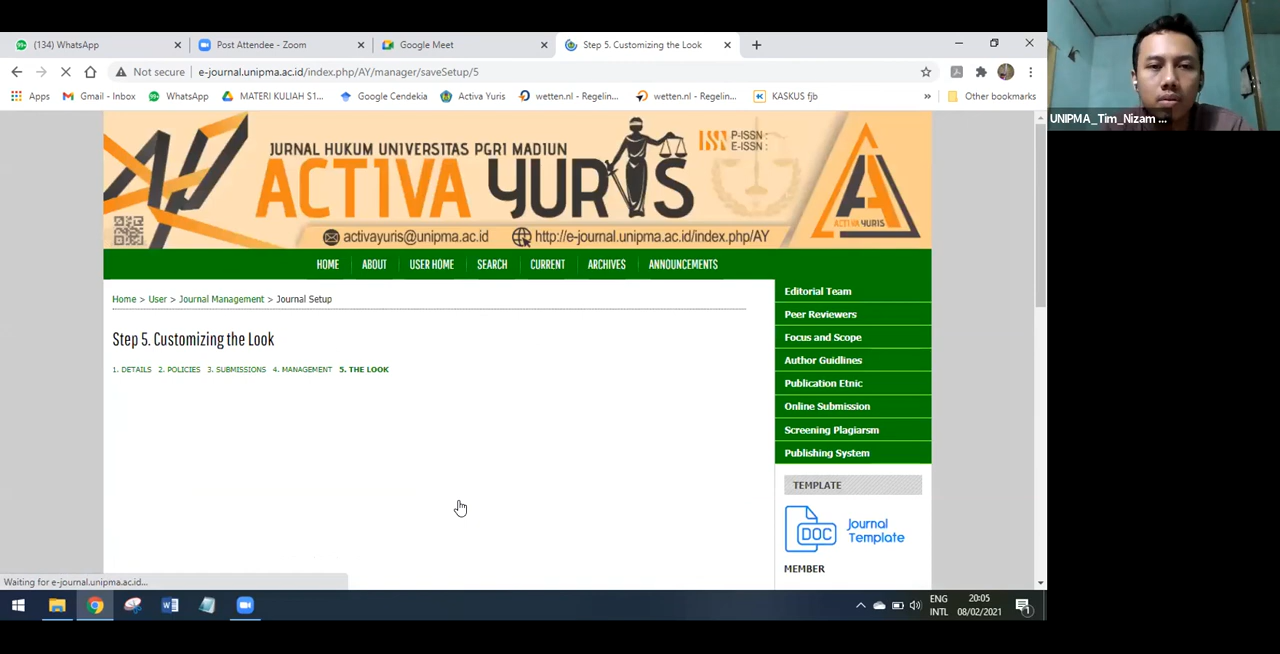 (134) WhatsApp
Post Attendee - Zoom
Google Meet
Step 5. Customizing the Look
Not secure | e-journal.unipma.ac.id/index.php/AY/manager/saveSetup/5
Apps
Gmail - Inbox
WhatsApp
MATERI KULIAH S1...
Google Cendekia
Activa Yuris
wetten.nl - Regelin...
wetten.nl - Regelin...
KASKUS fjb
»
Other bookmarks
UNIPMA_Tim_Nizam ...
JURNAL HUKUM UNIVERSITAS PGRI MADIUN
ACTIVA YURIS
ISSN
P-ISSN :
E-ISSN :
ACTIVA YURIS
activayuris@unipma.ac.id
http://e-journal.unipma.ac.id/index.php/AY
HOME
ABOUT
USER HOME
SEARCH
CURRENT
ARCHIVES
ANNOUNCEMENTS
Home > User > Journal Management > Journal Setup
Step 5. Customizing the Look
1. DETAILS 2. POLICIES 3. SUBMISSIONS 4. MANAGEMENT 5. THE LOOK
Editorial Team
Peer Reviewers
Focus and Scope
Author Guidlines
Publication Etnic
Online Submission
Screening Plagiarsm
Publishing System
TEMPLATE
DOC
Journal
Template
MEMBER
Waiting for e-journal.unipma.ac.id...
ENG
INTL
20:05
08/02/2021
1